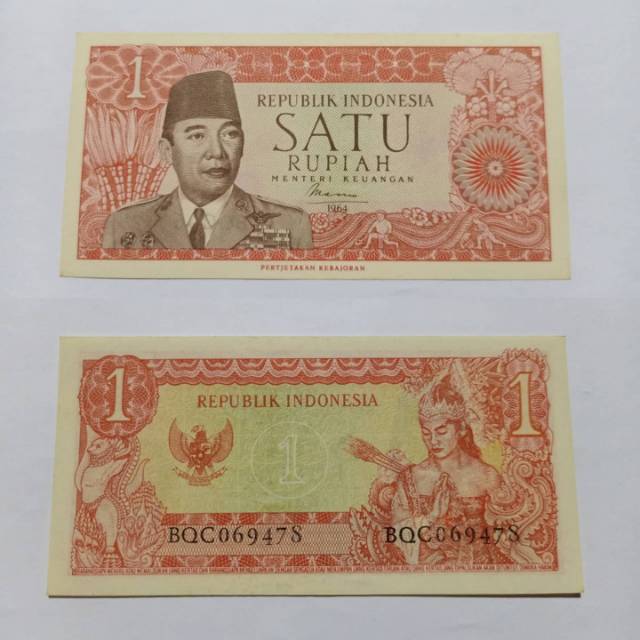 1
REPUBLIK INDONESIA
SATU
RUPIAH
MENTERI KEUANGAN
1964
PERTJETAKAN KEBAJORAN
1
1
REPUBLIK INDONESIA
1
BQC069478
BQC069478